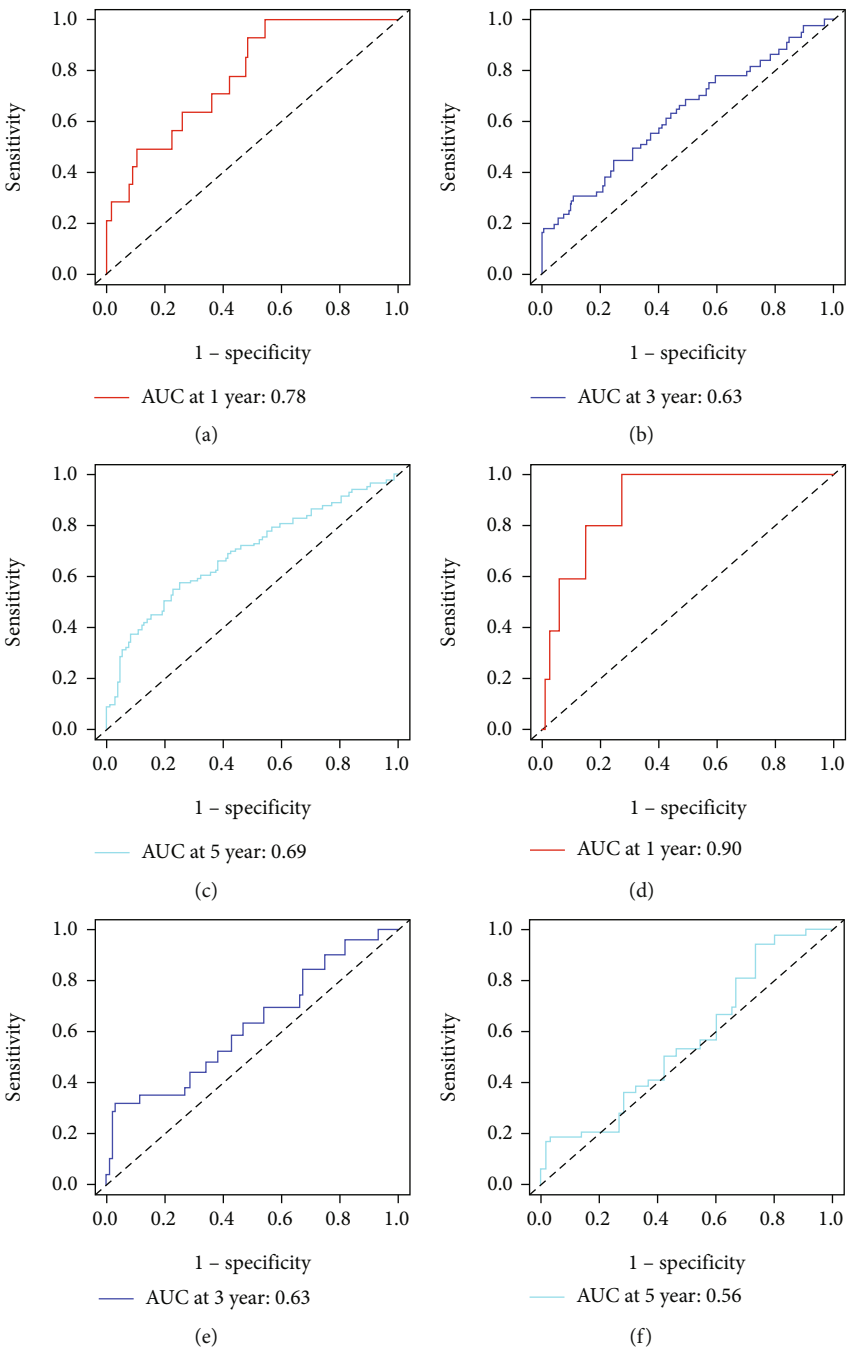 1.0
0.8
0.6
0.4
0.2
0.0
Sensitivity
0.0 0.2 0.4 0.6 0.8 1.0
1 – specificity
AUC at 1 year: 0.78
(a)
1.0
0.8
0.6
0.4
0.2
0.0
Sensitivity
0.0 0.2 0.4 0.6 0.8 1.0
1 – specificity
AUC at 3 year: 0.63
(b)
1.0
0.8
0.6
0.4
0.2
0.0
Sensitivity
0.0 0.2 0.4 0.6 0.8 1.0
1 – specificity
AUC at 5 year: 0.69
(c)
1.0
0.8
0.6
0.4
0.2
0.0
Sensitivity
0.0 0.2 0.4 0.6 0.8 1.0
1 – specificity
AUC at 1 year: 0.90
(d)
1.0
0.8
0.6
0.4
0.2
0.0
Sensitivity
0.0 0.2 0.4 0.6 0.8 1.0
1 – specificity
AUC at 3 year: 0.63
(e)
1.0
0.8
0.6
0.4
0.2
0.0
Sensitivity
0.0 0.2 0.4 0.6 0.8 1.0
1 – specificity
AUC at 5 year: 0.56
(f)